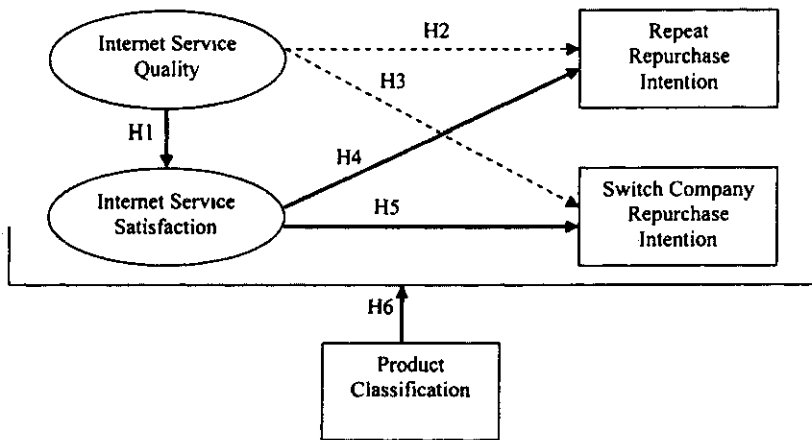 Internet Service
Quality
H2
Repeat
Repurchase
Intention
H3
H1
H4
Internet Service
Satisfaction
H5
Switch Company
Repurchase
Intention
H6
Product
Classification